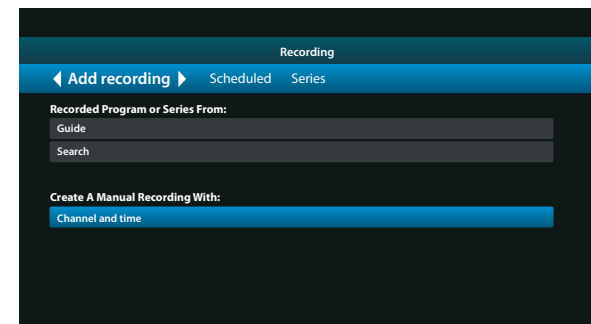 Recording
Add recording Scheduled Series
Recorded Program or Series From:
Guide
Search
Create A Manual Recording With:
Channel and time